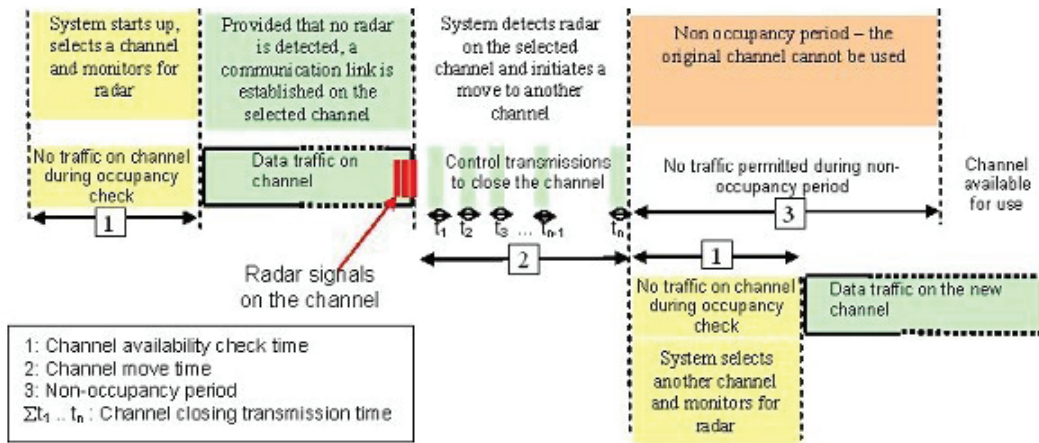 System starts up,
selects a channel
and monitors for
radar
Provided that no radar
is detected, a
communication link is
established on the
selected channel
System detects radar
on the selected
channel and initiates a
move to another
channel
Non occupancy period – the
original channel cannot be used
No traffic on channel
during occupancy
check
Data traffic on
channel
Control transmissions
to close the channel
No traffic permitted during non-
occupancy period
Channel
available
for use
1
t1 t2 t3 ... tn-1 tn
2
3
Radar signals
on the channel
1
No traffic on channel
during occupancy
check
Data traffic on the new
channel
System selects
another channel
and monitors for
radar
1: Channel availability check time
2: Channel move time
3: Non-occupancy period
Σt1 .. tn : Channel closing transmission time